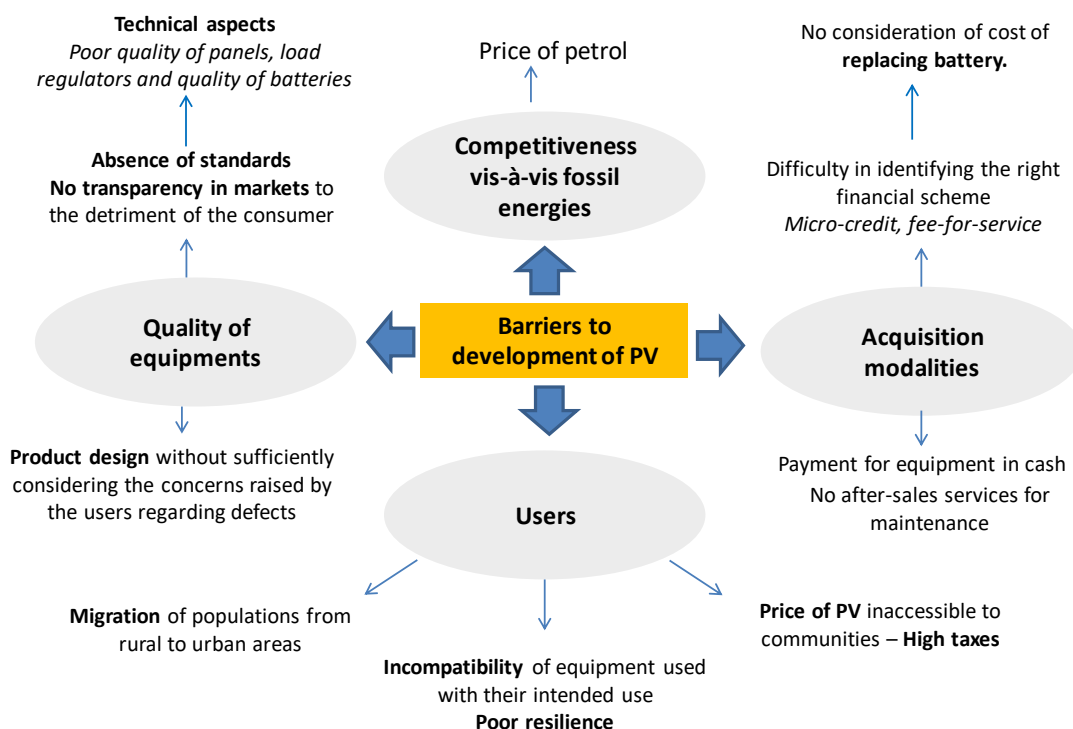 Technical aspects
Poor quality of panels, load
regulators and quality of batteries
Price of petrol
No consideration of cost of
replacing battery.
Absence of standards
No transparency in markets to
the detriment of the consumer
Competitiveness
vis-à-vis fossil
energies
Difficulty in identifying the right
financial scheme
Micro-credit, fee-for-service
Quality of
equipments
Barriers to
development of PV
Acquisition
modalities
Product design without sufficiently
considering the concerns raised by
the users regarding defects
Users
Payment for equipment in cash
No after-sales services for
maintenance
Migration of populations from
rural to urban areas
Incompatibility of equipment used
with their intended use
Poor resilience
Price of PV inaccessible to
communities – High taxes